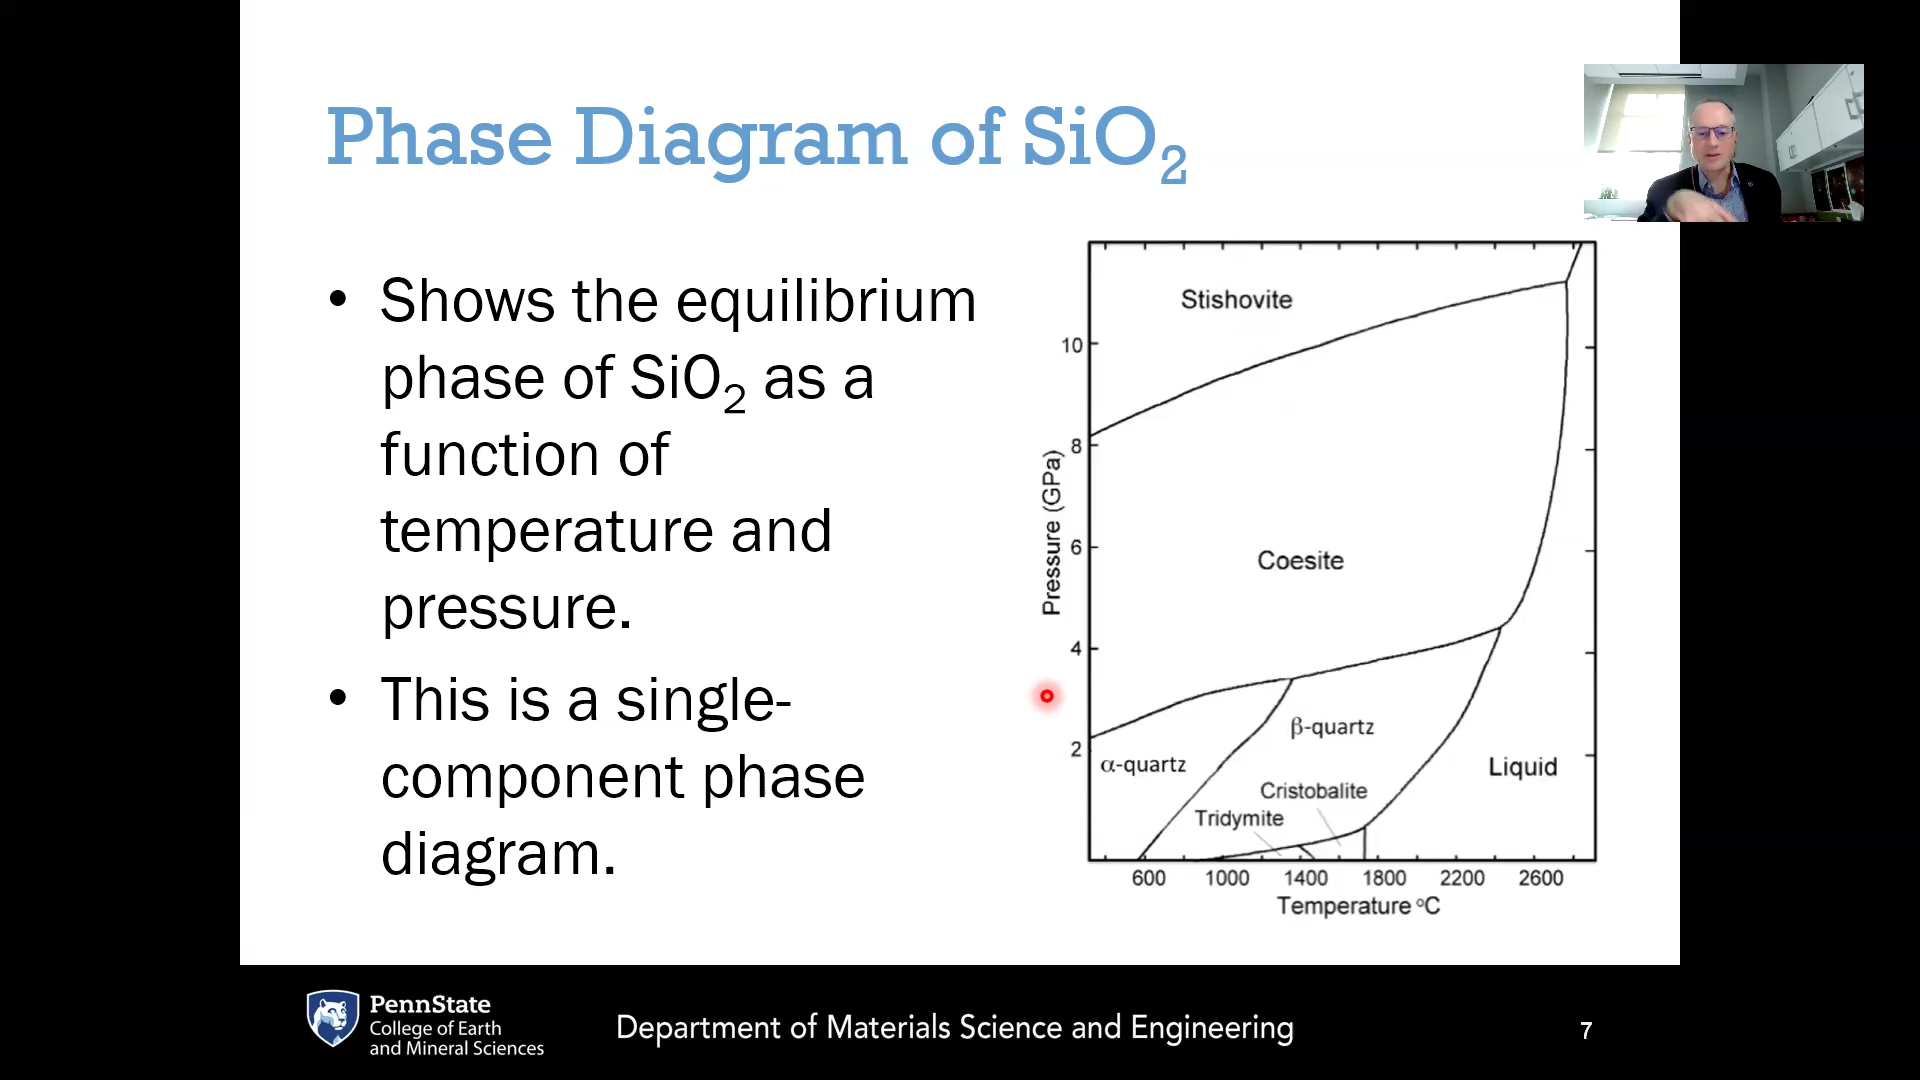 Phase Diagram of SiO₂
• Shows the equilibrium
phase of SiO₂ as a
function of
temperature and
pressure.
• This is a single-
component phase
diagram.
Stishovite
10
8
Pressure (GPa)
6
Coesite
4
β-quartz
2
α-quartz
Liquid
Cristobalite
Tridymite
600 1000 1400 1800 2200 2600
Temperature °C
PennState
College of Earth
and Mineral Sciences
Department of Materials Science and Engineering
7